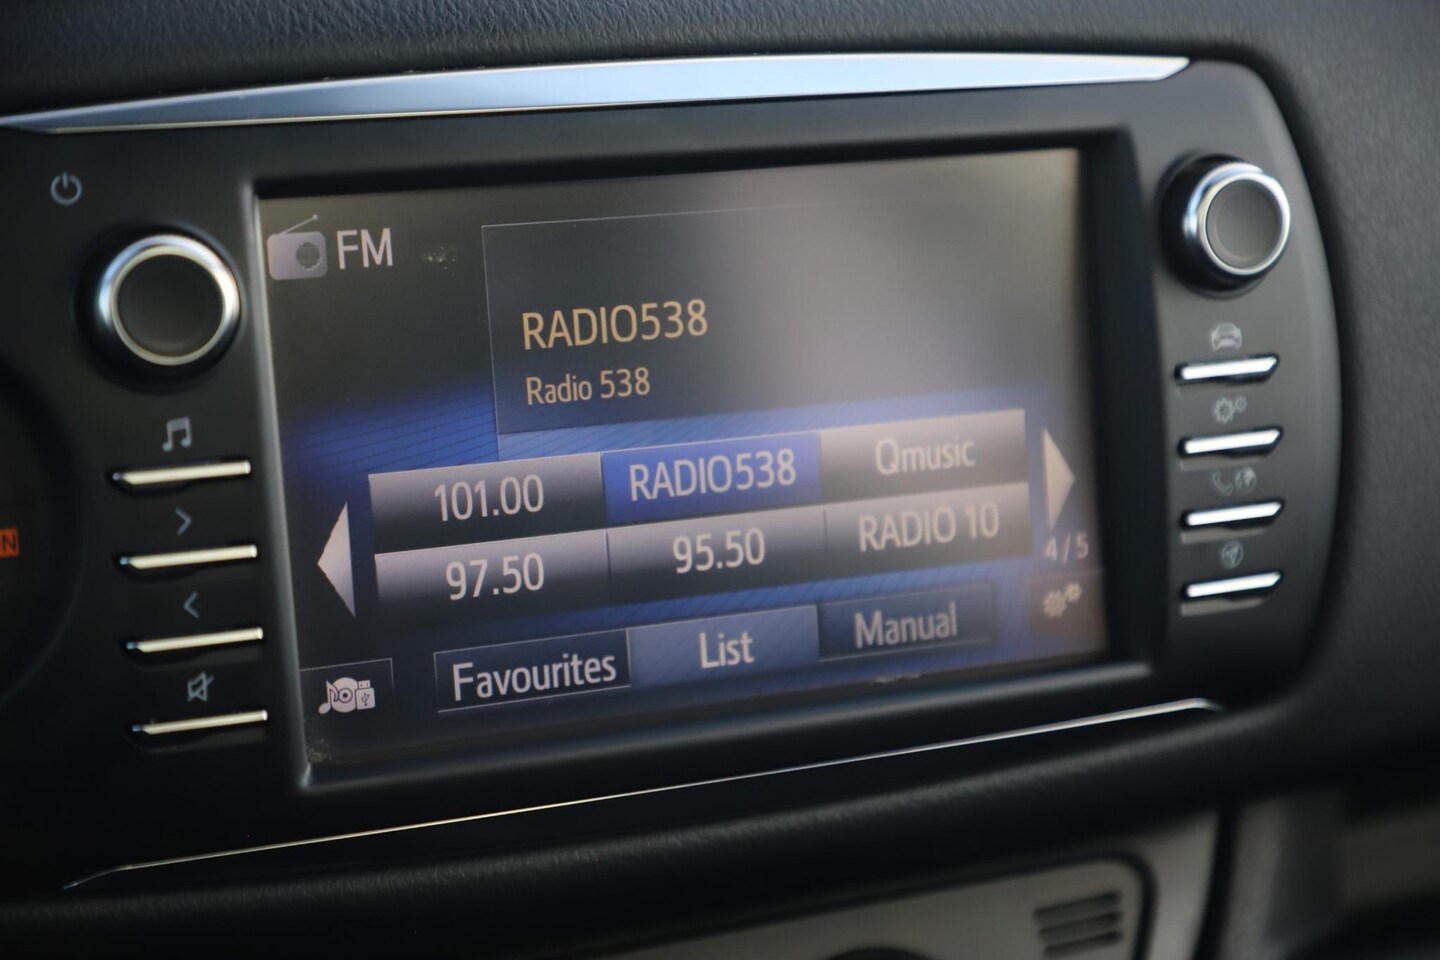 FM
RADIO538
Radio 538
101.00 RADIO538 Qmusic
97.50 95.50 RADIO 10
4/5
Favourites List Manual
N